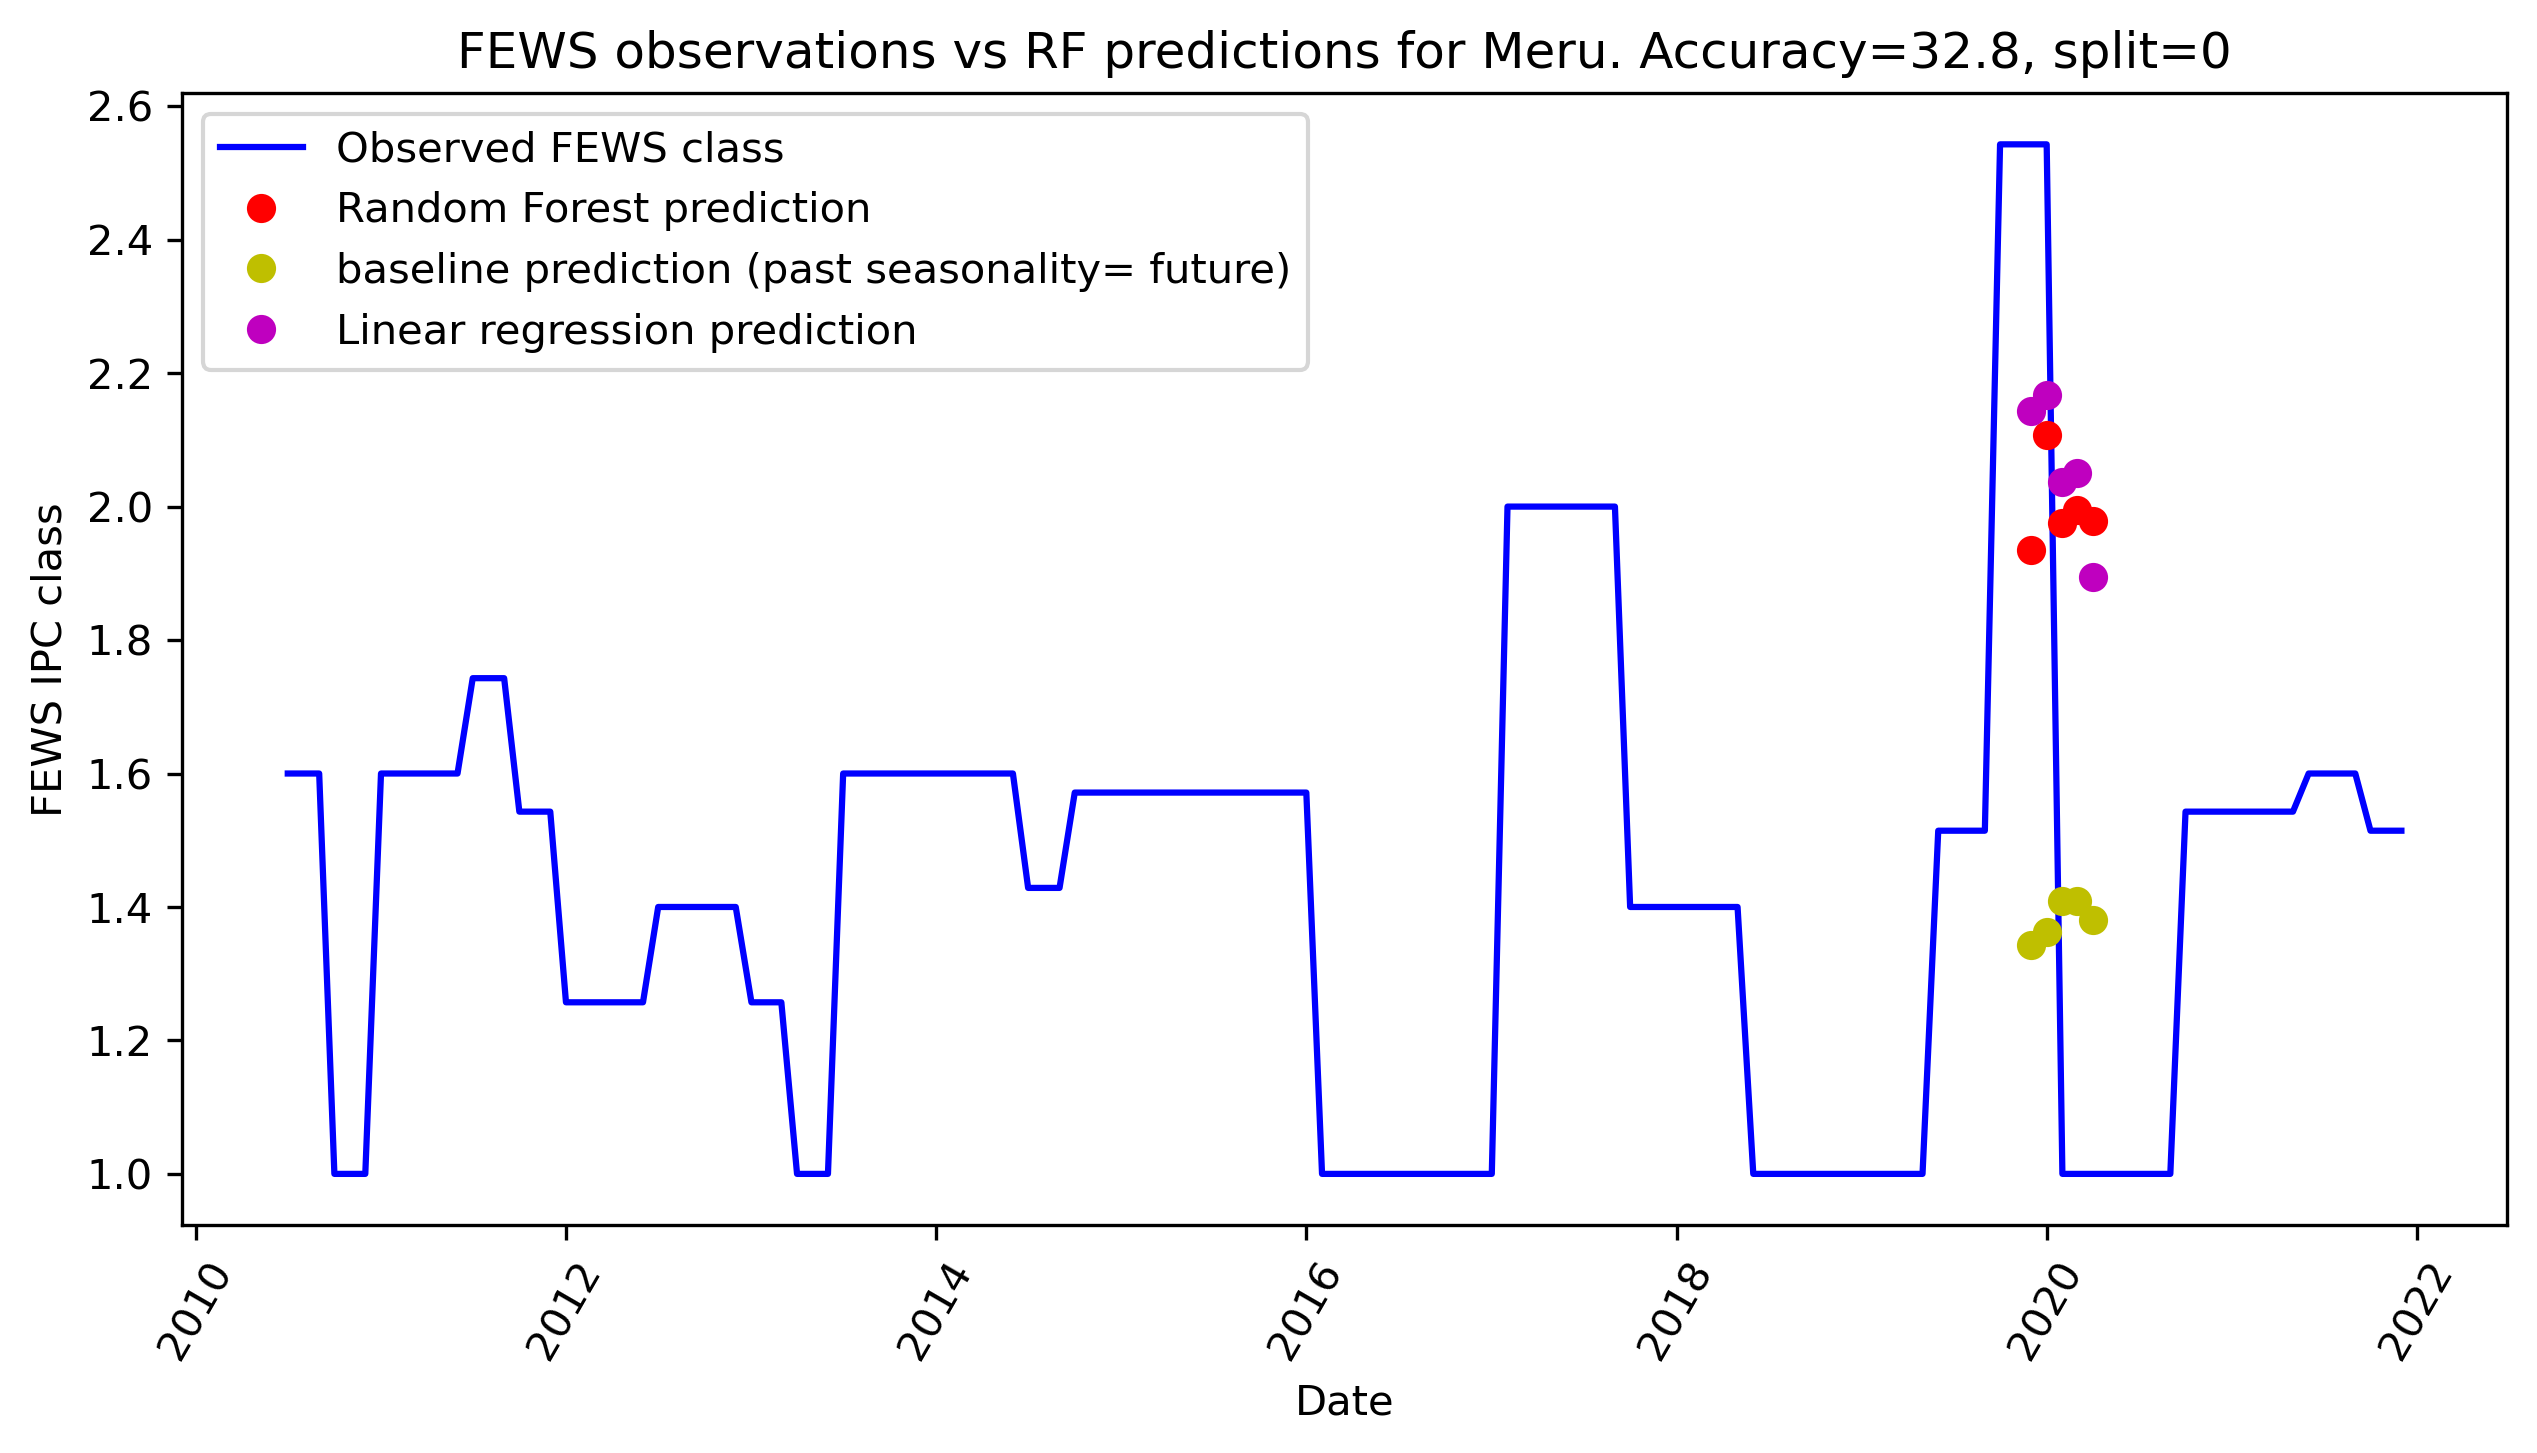 FEWS observations vs RF predictions for Meru. Accuracy=32.8, split=0
Observed FEWS class
Random Forest prediction
baseline prediction (past seasonality= future)
Linear regression prediction
FEWS IPC class
2.6
2.4
2.2
2.0
1.8
1.6
1.4
1.2
1.0
2010
2012
2014
2016
2018
2020
2022
Date